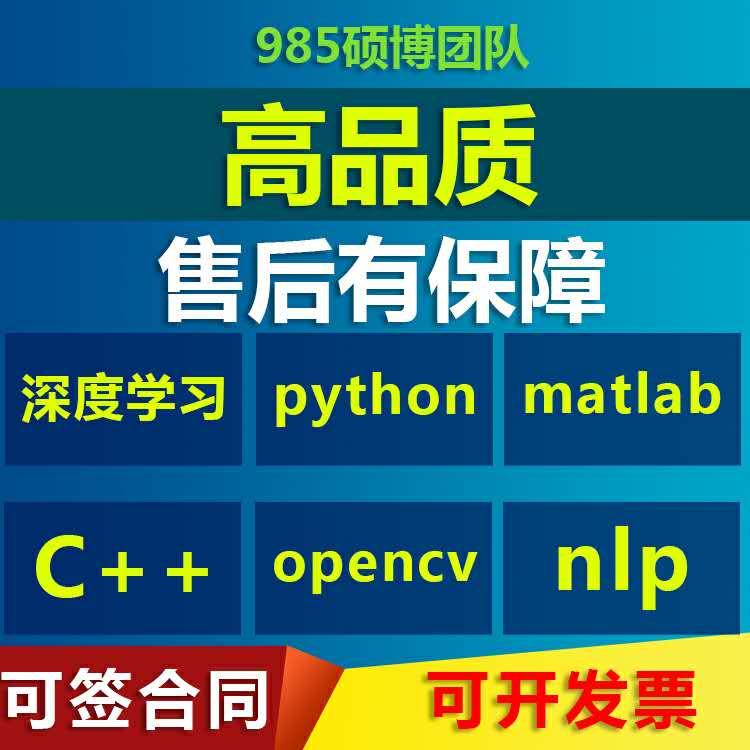 985硕博团队
高品质
售后有保障
深度学习
python
matlab
C++
opencv
nlp
可签合同
可开发票